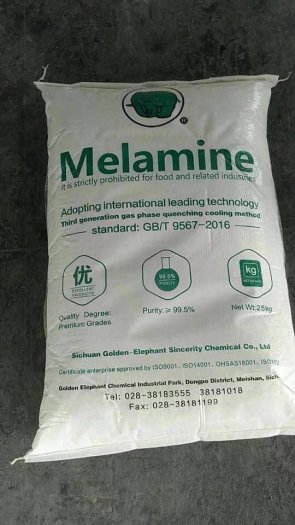 ®
Melamine
It is strictly prohibited for food and related industries
Adopting international leading technology
Third generation gas phase quenching cooling method
standard: GB/T 9567-2016
优
EXCELLENT
PRODUCTS
99.5%
PURITY
kg
Quality Degree:
Premium Grades
Purity: ≥ 99.5%
Net Wt:25kg
Sichuan Golden-Elephant Sincerity Chemical Co., Ltd
Certificate enterprise approved by ISO9001, ISO14001, OHSAS18001,
Golden Elephant Chemical Industrial Park, Dongpo District, Meishan,
Tel: 028-38183555 38181018
Fax: 028-38181199